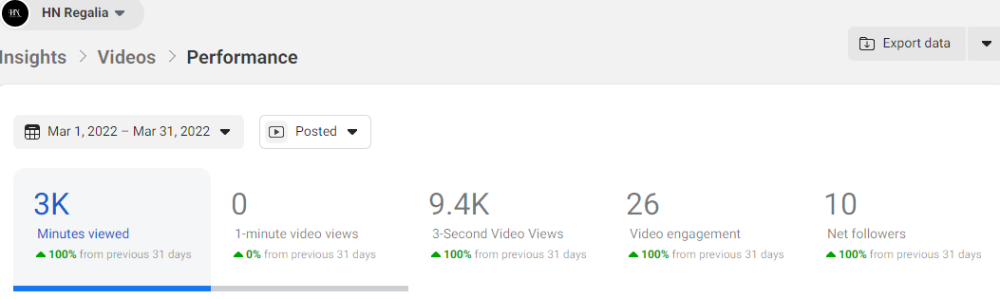 HN
HN Regalia
Insights > Videos > Performance
Export data
Mar 1, 2022 – Mar 31, 2022
Posted
3K
Minutes viewed
100% from previous 31 days
0
1-minute video views
0% from previous 31 days
9.4K
3-Second Video Views
100% from previous 31 days
26
Video engagement
100% from previous 31 days
10
Net followers
100% from previous 31 days